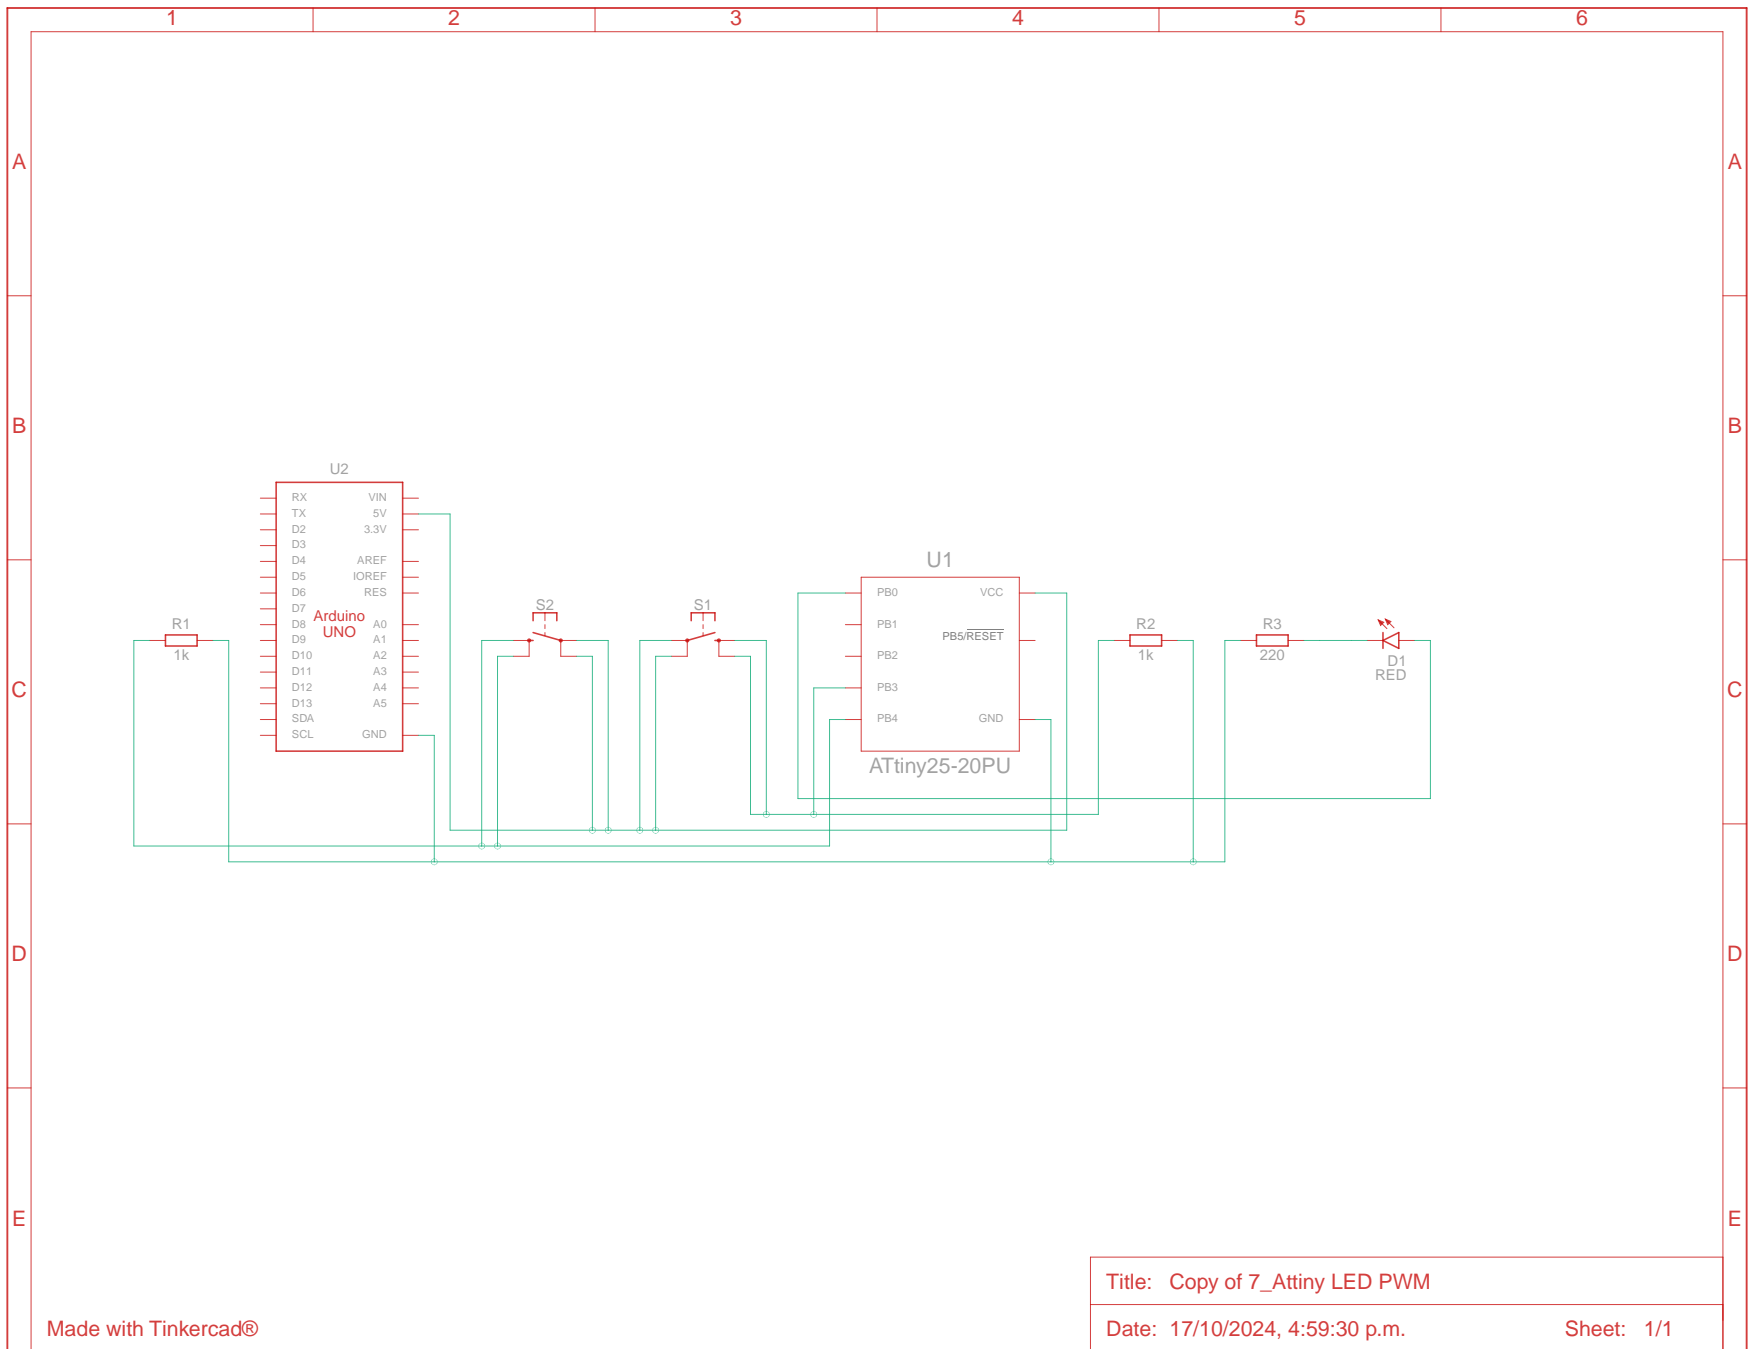 1 2 3 4 5 6
A A
B B
U2
RX VIN
TX 5V
D2 3.3V
D3
D4 AREF
D5 IOREF
D6 RES
D7
D8 A0
D9 A1
D10 A2
D11 A3
D12 A4
D13 A5
SDA
SCL GND
Arduino
UNO
R1
1k
S2
S1
U1
PB0 VCC
PB1
PB5/RESET
PB2
PB3
PB4 GND
ATtiny25-20PU
R2
1k
R3
220
D1
RED
C C
D D
E E
Title: Copy of 7_Attiny LED PWM
Made with Tinkercad®
Date: 17/10/2024, 4:59:30 p.m. Sheet: 1/1